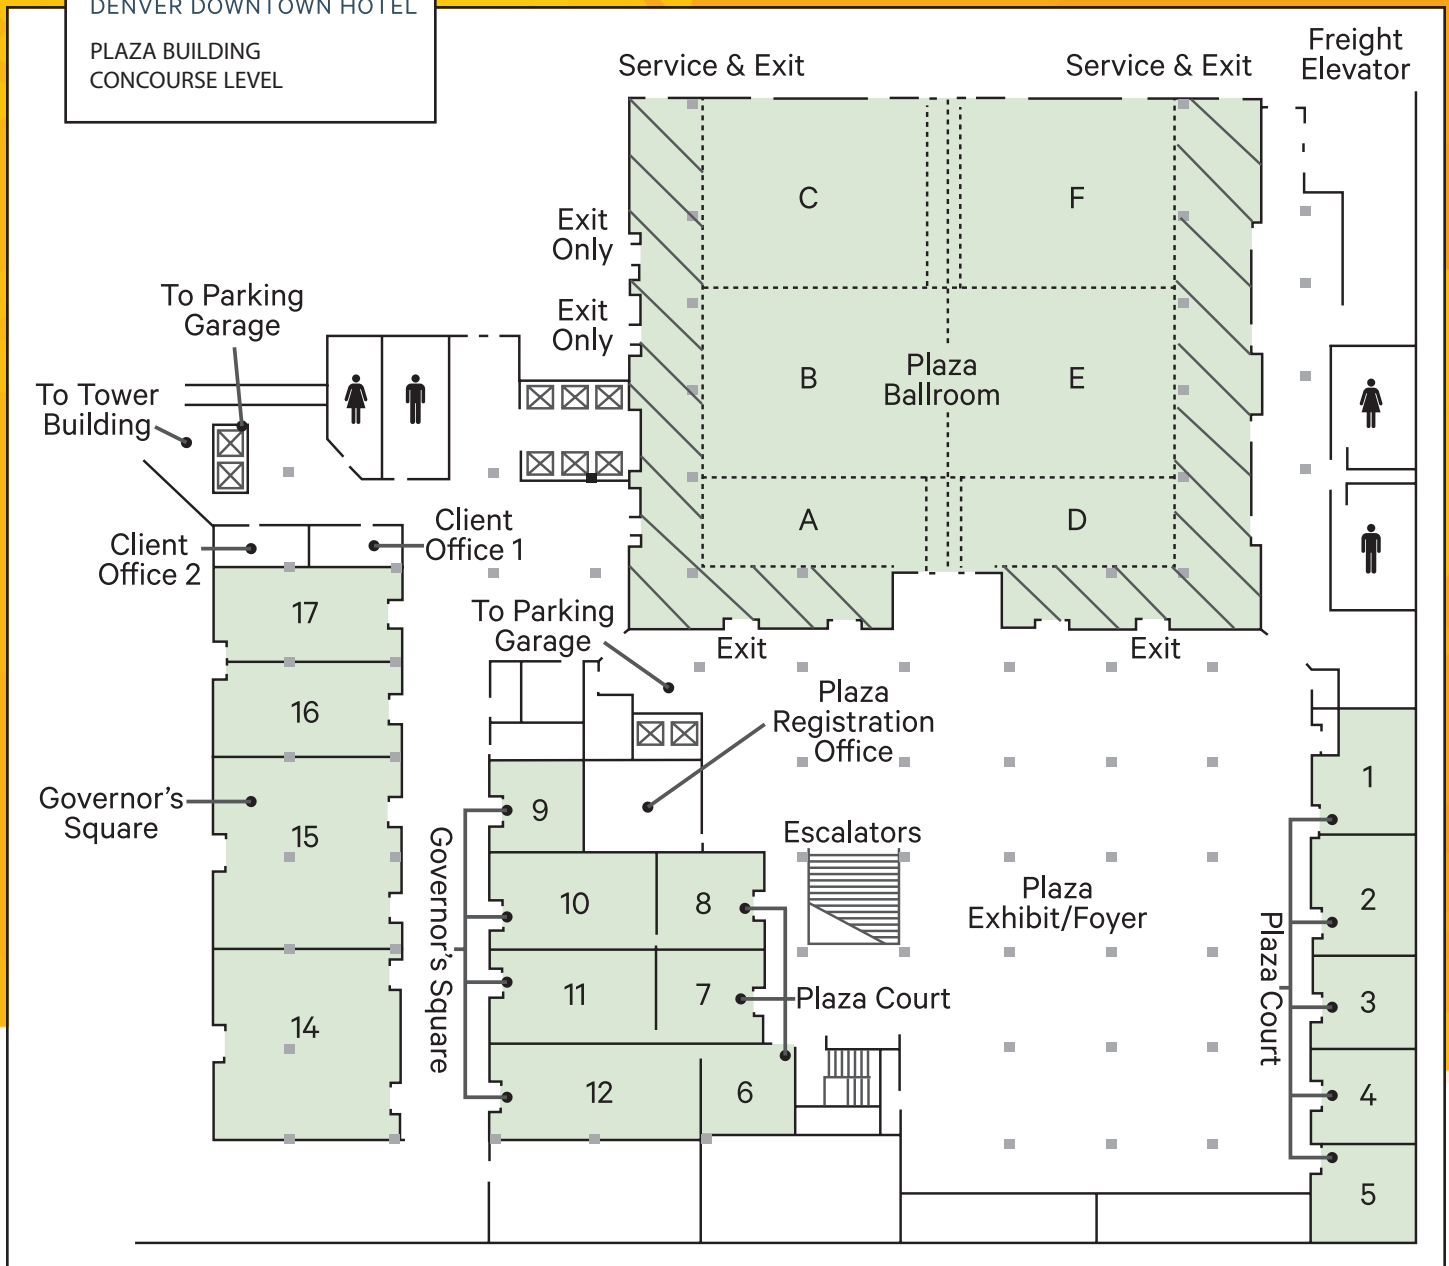 DENVER DOWNTOWN HOTEL
PLAZA BUILDING
CONCOURSE LEVEL
Service & Exit
Service & Exit
Freight
Elevator
C
F
Exit
Only
Exit
Only
To Parking
Garage
To Tower
Building
B
Plaza
Ballroom
E
A
D
Client
Office 1
Client
Office 2
17
To Parking
Garage
Exit
Exit
16
Plaza
Registration
Office
Governor's
Square
15
9
Governor's Square
10
8
Escalators
Plaza
Exhibit/Foyer
1
2
Plaza Court
3
4
5
11
7
Plaza Court
14
12
6